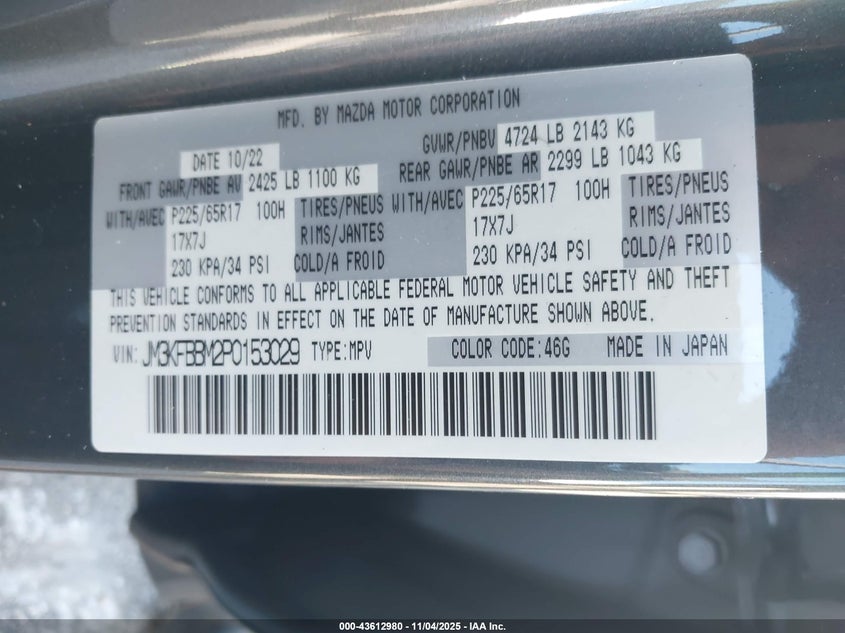 MFD. BY MAZDA MOTOR CORPORATION
DATE 10/22 GVWR/PNBV 4724 LB 2143 KG
FRONT GAWR/PNBE AV 2425 LB 1100 KG REAR GAWR/PNBE AR 2299 LB 1043 KG
WITH/AVEC P225/65R17 100H TIRES/PNEUS WITH/AVEC P225/65R17 100H TIRES/PNEUS
17X7J RIMS/JANTES 17X7J RIMS/JANTES
230 KPA/34 PSI COLD/A FROID 230 KPA/34 PSI COLD/A FROID
THIS VEHICLE CONFORMS TO ALL APPLICABLE FEDERAL MOTOR VEHICLE SAFETY AND THEFT
PREVENTION STANDARDS IN EFFECT ON THE DATE OF MANUFACTURE SHOWN ABOVE.
VIN: JM3KFBBM2P0153029 TYPE:MPV COLOR CODE:46G MADE IN JAPAN
000-43612980 - 11/04/2025 - IAA Inc.